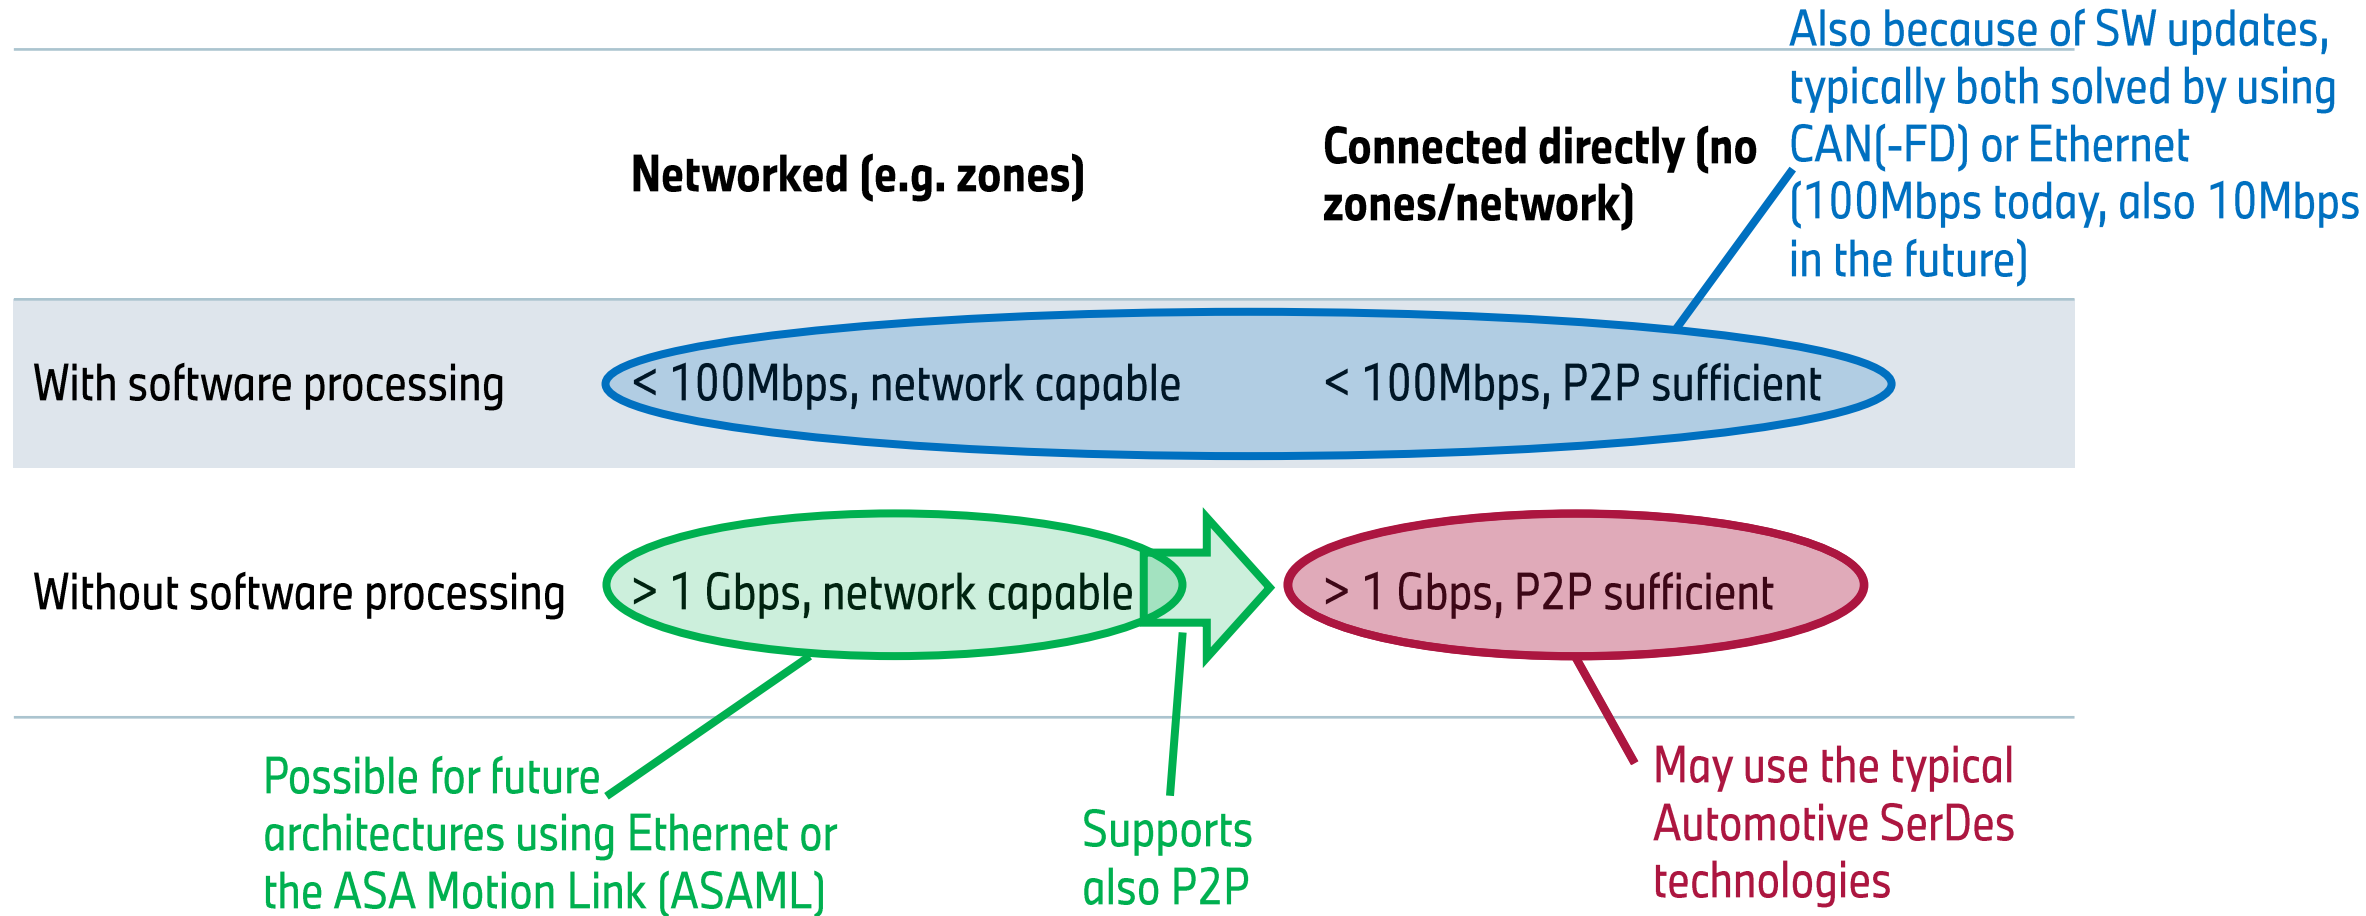 Also because of SW updates,
typically both solved by using
CAN(-FD) or Ethernet
(100Mbps today, also 10Mbps
in the future)
Networked (e.g. zones)
Connected directly (no
zones/network)
With software processing
< 100Mbps, network capable
< 100Mbps, P2P sufficient
Without software processing
> 1 Gbps, network capable
> 1 Gbps, P2P sufficient
Possible for future
architectures using Ethernet or
the ASA Motion Link (ASAML)
Supports
also P2P
May use the typical
Automotive SerDes
technologies